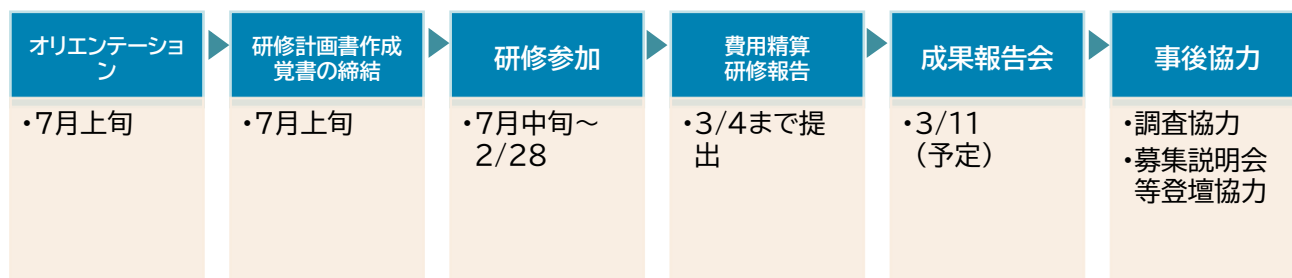 オリエンテーショ
ン
・7月上旬
研修計画書作成
覚書の締結
・7月上旬
研修参加
・7月中旬～
2/28
費用精算
研修報告
・3/4まで提
出
成果報告会
・3/11
（予定）
事後協力
・調査協力
・募集説明会
等登壇協力